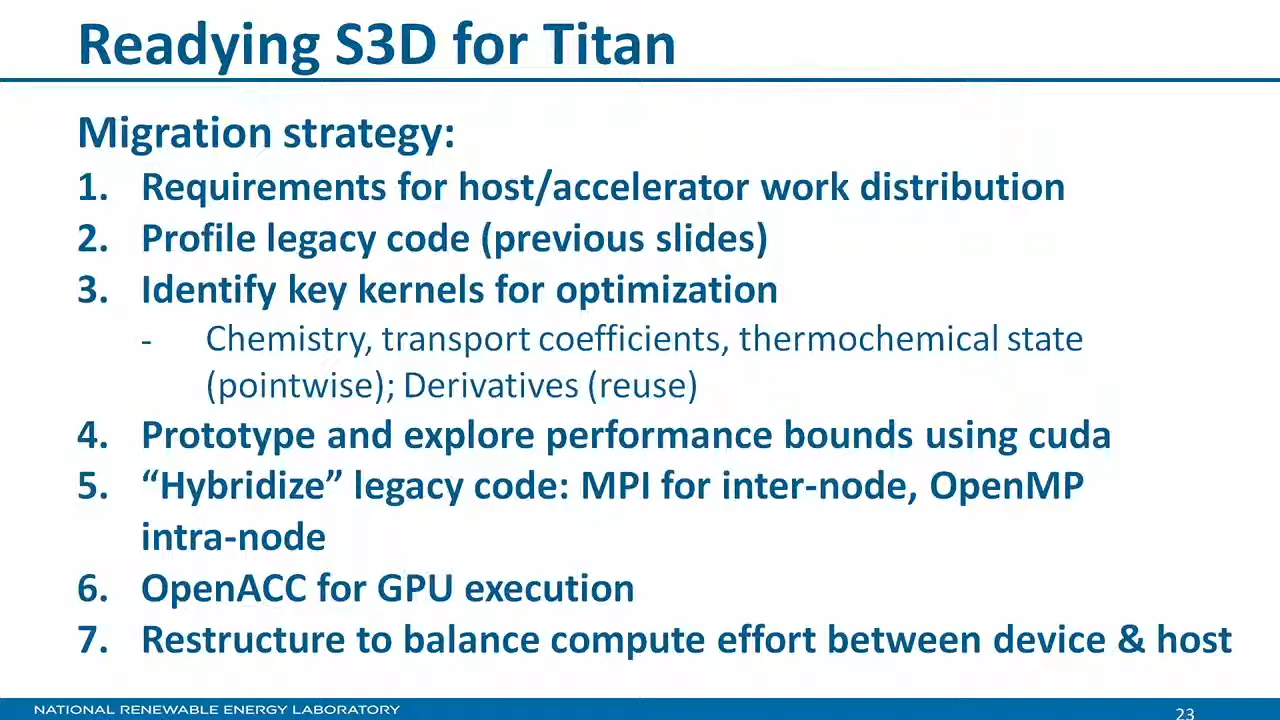 Readying S3D for Titan
Migration strategy:
1. Requirements for host/accelerator work distribution
2. Profile legacy code (previous slides)
3. Identify key kernels for optimization
- Chemistry, transport coefficients, thermochemical state
(pointwise); Derivatives (reuse)
4. Prototype and explore performance bounds using cuda
5. “Hybridize” legacy code: MPI for inter-node, OpenMP
intra-node
6. OpenACC for GPU execution
7. Restructure to balance compute effort between device & host
NATIONAL RENEWABLE ENERGY LABORATORY
23